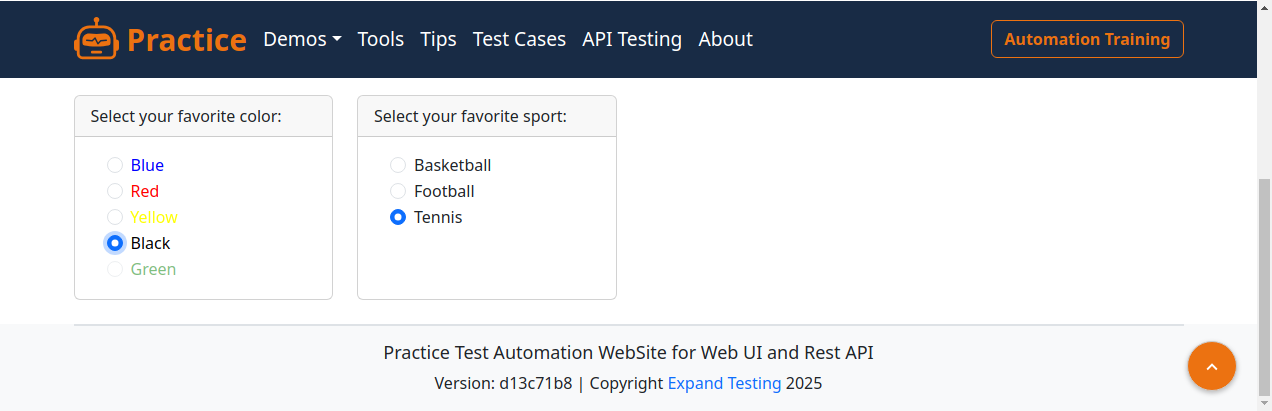 Practice Demos Tools Tips Test Cases API Testing About Automation Training
Select your favorite color:
Blue
Red
Yellow
Black
Green
Select your favorite sport:
Basketball
Football
Tennis
Practice Test Automation WebSite for Web UI and Rest API
Version: d13c71b8 | Copyright Expand Testing 2025